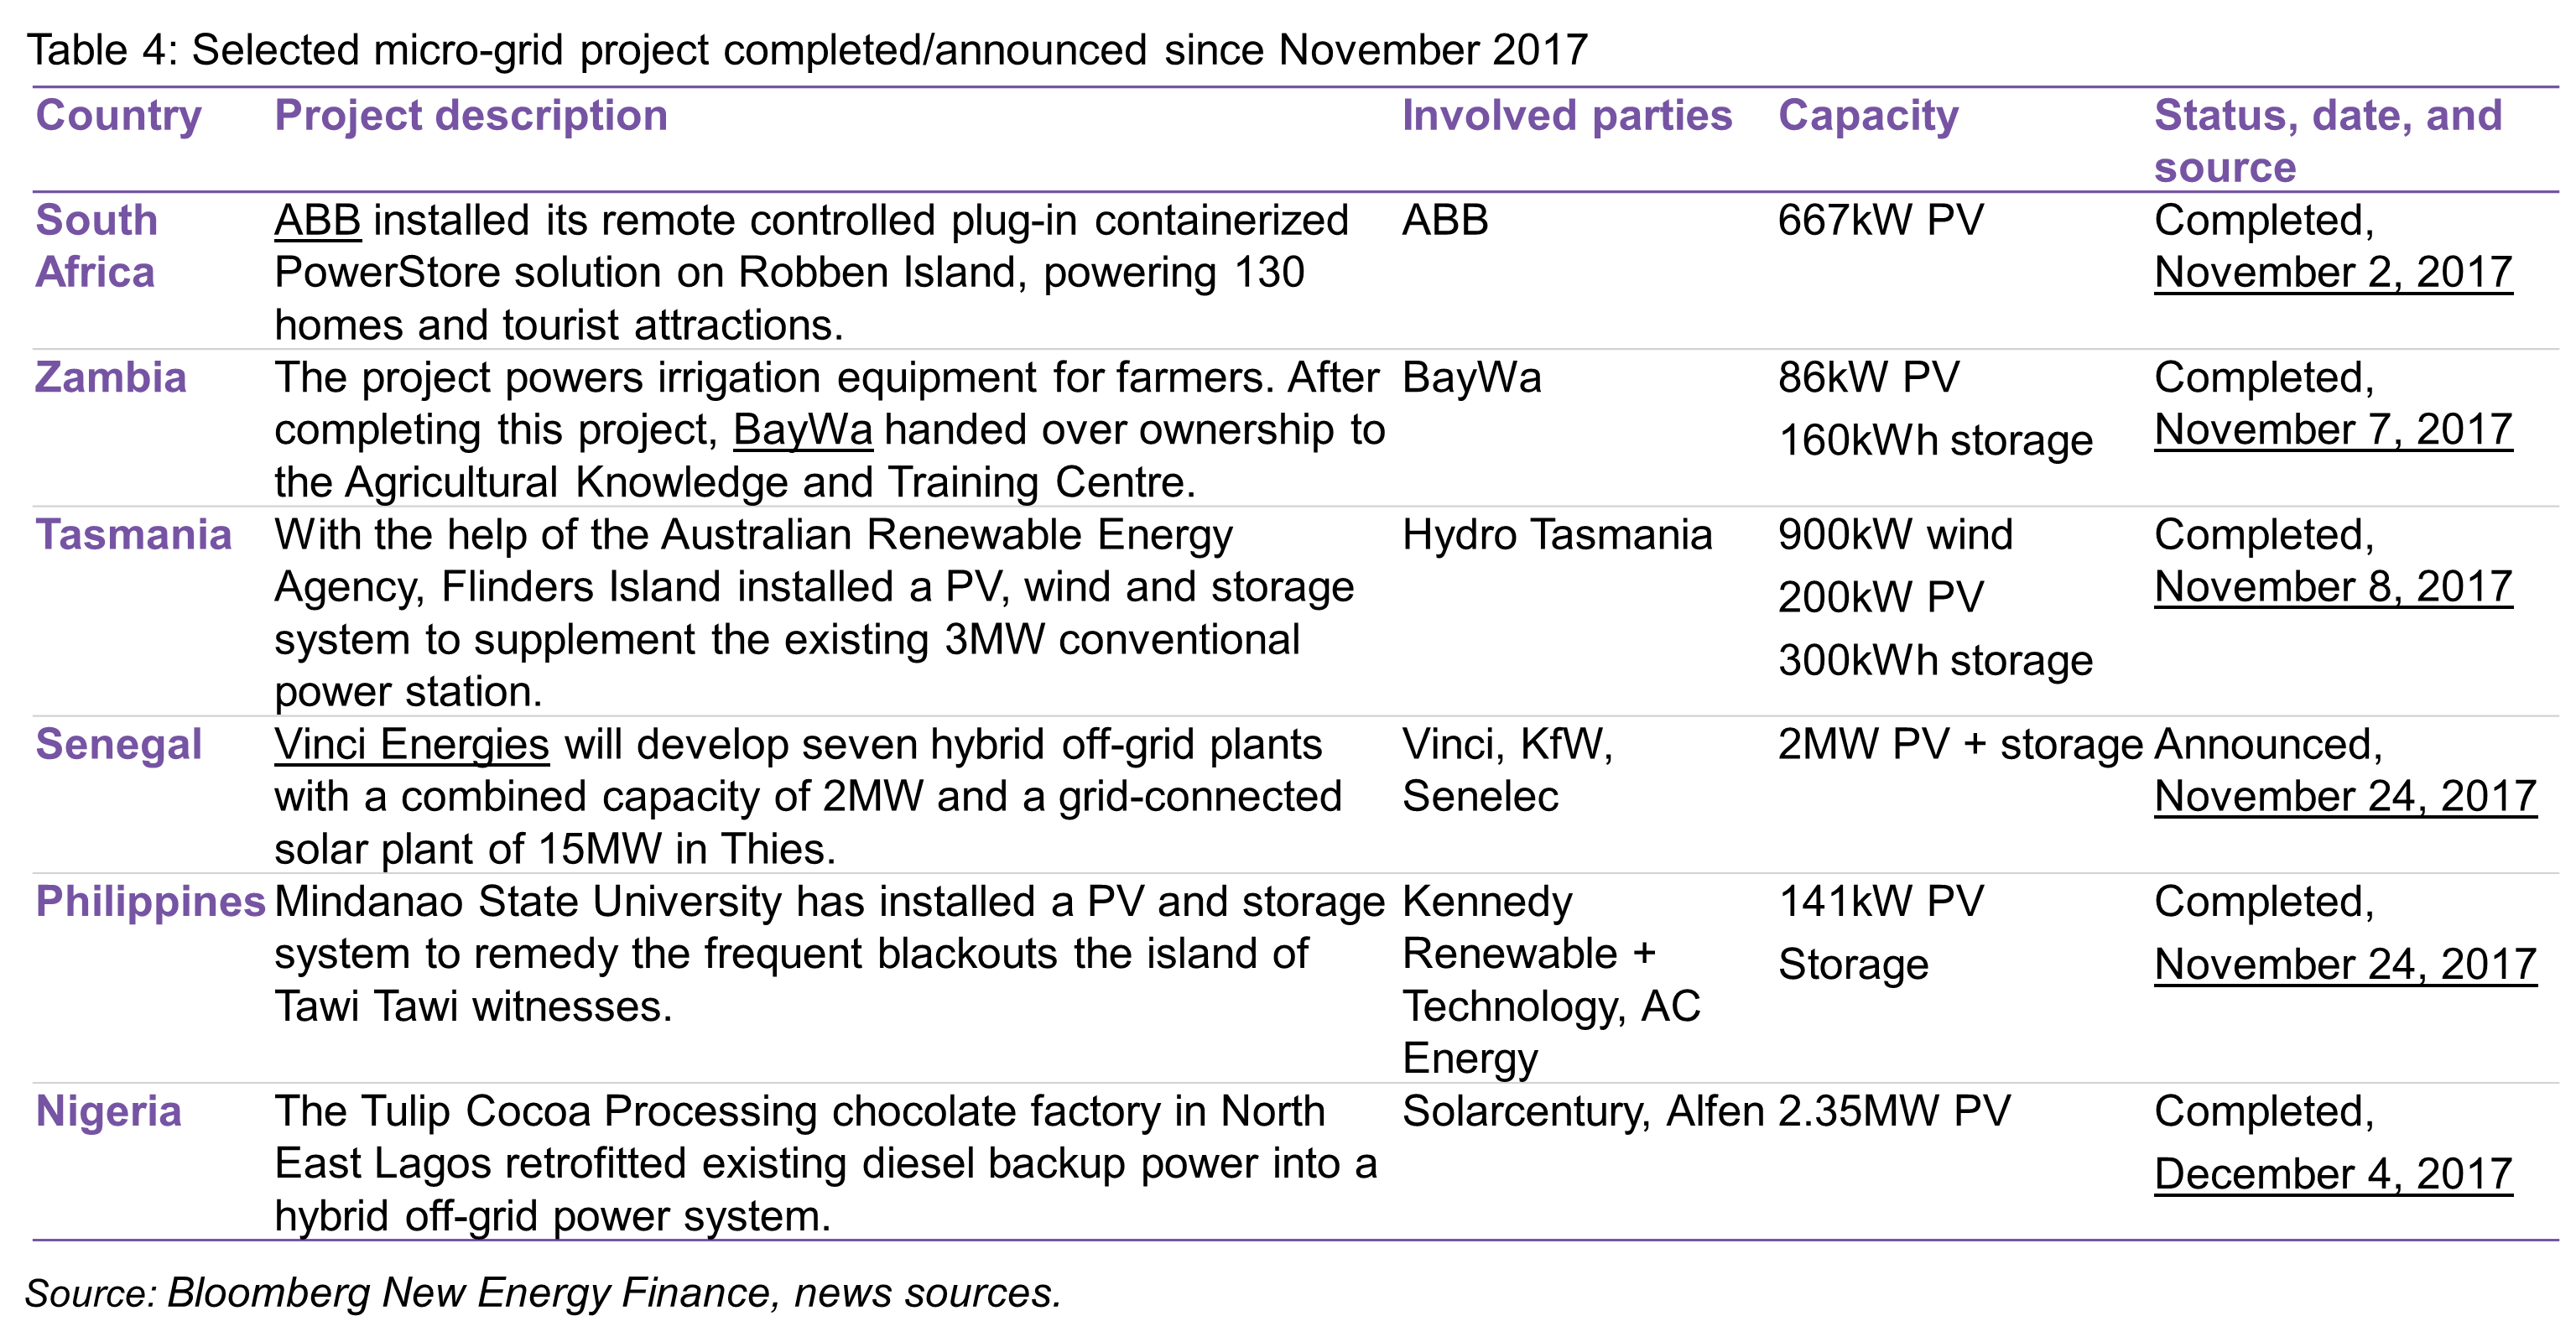 Table 4: Selected micro-grid project completed/announced since November 2017
Country Project description Involved parties Capacity Status, date, and source
South Africa
ABB installed its remote controlled plug-in containerized
PowerStore solution on Robben Island, powering 130
homes and tourist attractions.
ABB
667kW PV
Completed,
November 2, 2017
Zambia
The project powers irrigation equipment for farmers. After
completing this project, BayWa handed over ownership to
the Agricultural Knowledge and Training Centre.
BayWa
86kW PV
160kWh storage
Completed,
November 7, 2017
Tasmania
With the help of the Australian Renewable Energy
Agency, Flinders Island installed a PV, wind and storage
system to supplement the existing 3MW conventional
power station.
Hydro Tasmania
900kW wind
200kW PV
300kWh storage
Completed,
November 8, 2017
Senegal
Vinci Energies will develop seven hybrid off-grid plants
with a combined capacity of 2MW and a grid-connected
solar plant of 15MW in Thies.
Vinci, KfW,
Senelec
2MW PV + storage
Announced,
November 24, 2017
Philippines
Mindanao State University has installed a PV and storage
system to remedy the frequent blackouts the island of
Tawi Tawi witnesses.
Kennedy
Renewable +
Technology, AC
Energy
141kW PV
Storage
Completed,
November 24, 2017
Nigeria
The Tulip Cocoa Processing chocolate factory in North
East Lagos retrofitted existing diesel backup power into a
hybrid off-grid power system.
Solarcentury, Alfen
2.35MW PV
Completed,
December 4, 2017
Source: Bloomberg New Energy Finance, news sources.